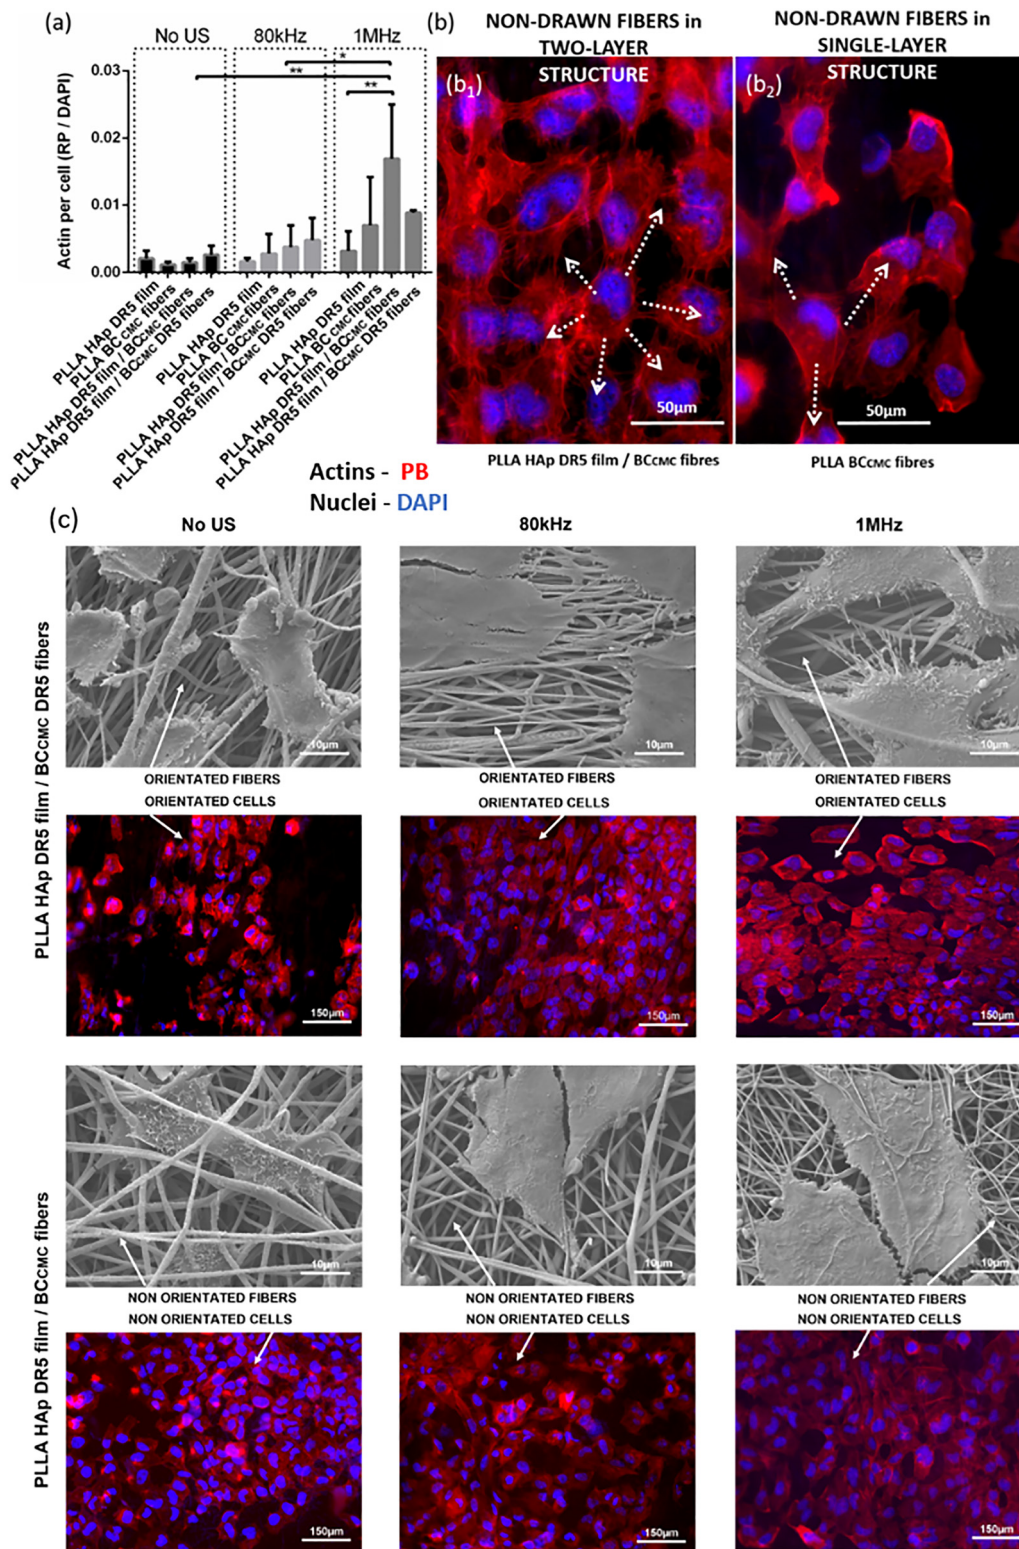 (a)
No US
80kHz
1MHz
Actin per cell (RP / DAPI)
0.03
0.02
0.01
0.00
*
**
**
PLLA HAp DR5 film
PLLA BCCMC fibers
PLLA HAp DR5 film / BCCMC fibers
PLLA HAp DR5 film / BCCMC DR5 fibers
PLLA HAp DR5 film
PLLA BCCMC fibers
PLLA HAp DR5 film / BCCMC fibers
PLLA HAp DR5 film / BCCMC DR5 fibers
PLLA HAp DR5 film
PLLA BCCMC fibers
PLLA HAp DR5 film / BCCMC fibers
PLLA HAp DR5 film / BCCMC DR5 fibers
(b)
NON-DRAWN FIBERS in
TWO-LAYER
STRUCTURE
(b1)
50µm
PLLA HAp DR5 film / BCCMC fibres
NON-DRAWN FIBERS in
SINGLE-LAYER
STRUCTURE
(b2)
50µm
PLLA BCCMC fibres
Actins - PB
Nuclei - DAPI
(c)
No US
80kHz
1MHz
PLLA HAp DR5 film / BCCMC DR5 fibers
10µm
10µm
10µm
ORIENTATED FIBERS
ORIENTATED FIBERS
ORIENTATED FIBERS
ORIENTATED CELLS
ORIENTATED CELLS
ORIENTATED CELLS
150µm
150µm
150µm
PLLA HAp DR5 film / BCCMC fibers
10µm
10µm
10µm
NON ORIENTATED FIBERS
NON ORIENTATED FIBERS
NON ORIENTATED FIBERS
NON ORIENTATED CELLS
NON ORIENTATED CELLS
NON ORIENTATED CELLS
150µm
150µm
150µm